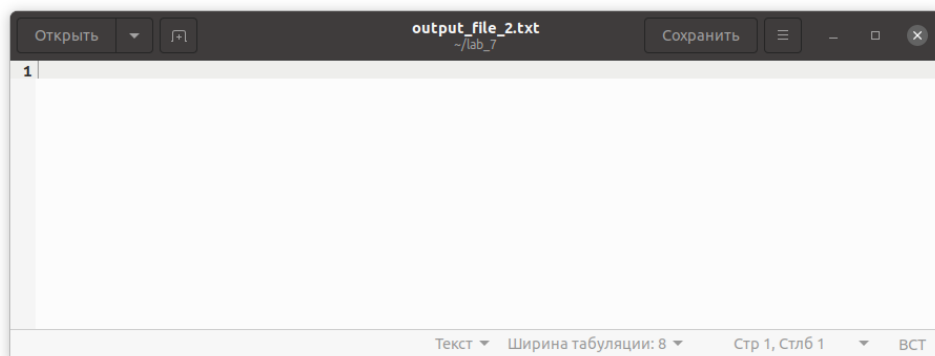 Открыть
output_file_2.txt
~/lab_7
Сохранить
1
Текст Ширина табуляции: 8 Стр 1, Стлб 1 ВСТ